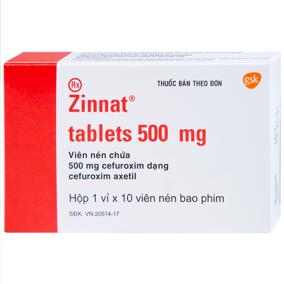 Rx
THUỐC BÁN THEO ĐƠN
gsk
Zinnat®
tablets 500 mg
Viên nén chứa
500 mg cefuroxim dạng
cefuroxim axetil
Hộp 1 vỉ x 10 viên nén bao phim
SĐK: VN-20514-17